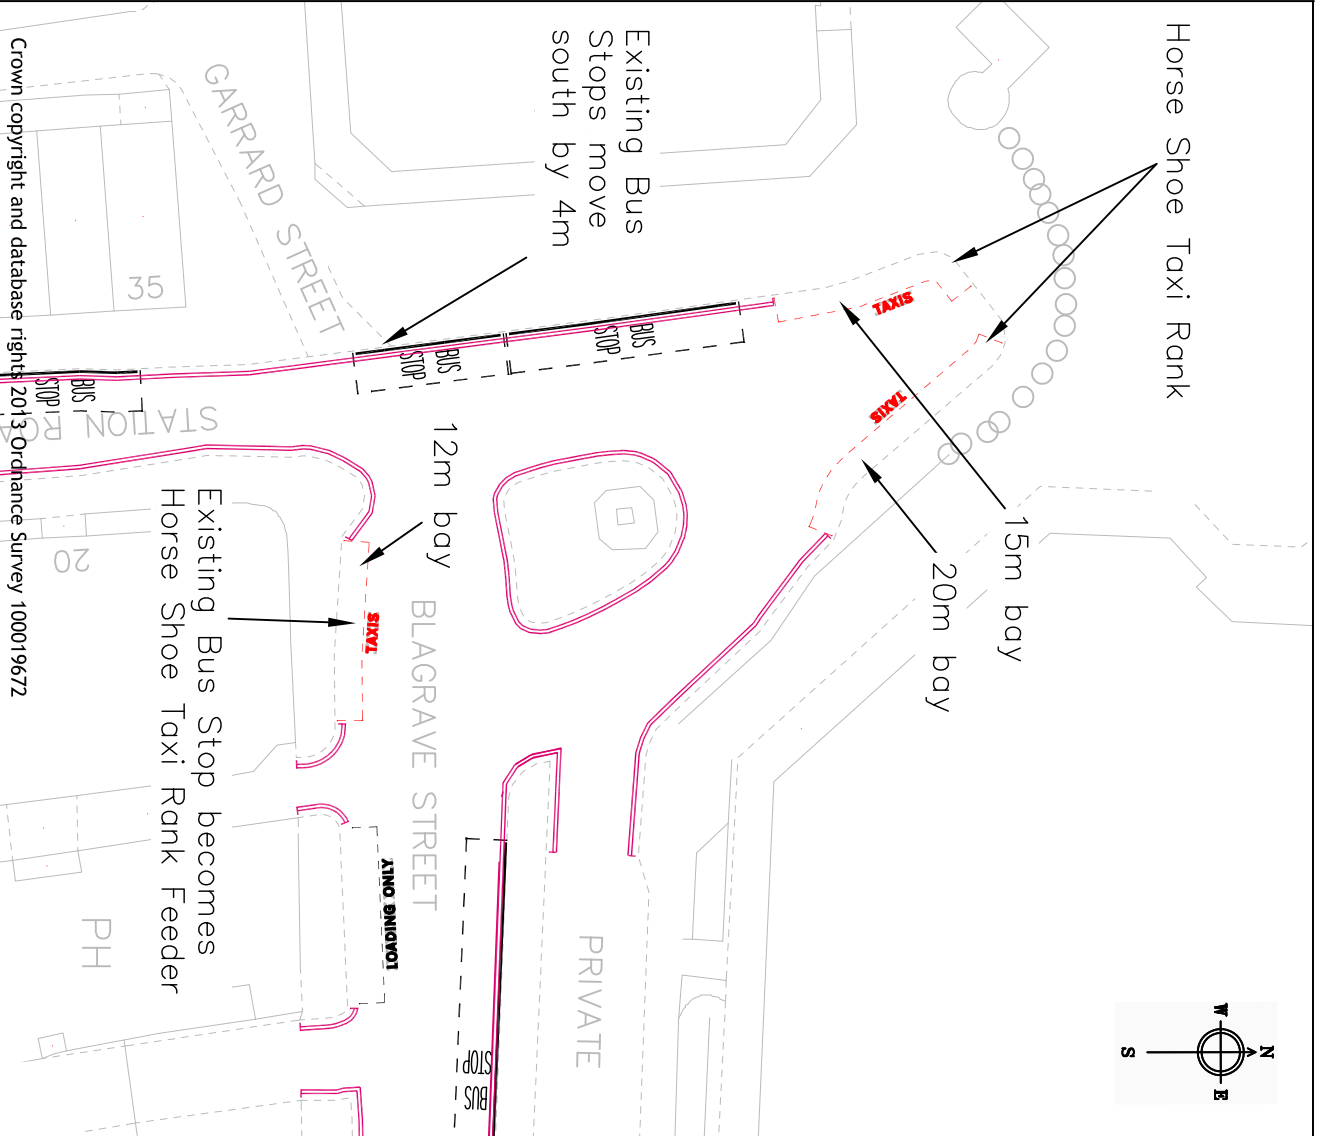 Horse Shoe Taxi Rank
Existing Bus
Stops move
south by 4m
15m bay
20m bay
12m bay
Existing Bus Stop becomes
Horse Shoe Taxi Rank Feeder
TAXIS
TAXIS
TAXIS
BUS
STOP
BUS
STOP
BUS
STOP
BUS
STOP
LOADING ONLY
GARRARD STREET
STATION ROA
BLAGRAVE STREET
PRIVATE
35
20
PH
N
W
E
S
Crown copyright and database rights 2013 Ordnance Survey 100019672